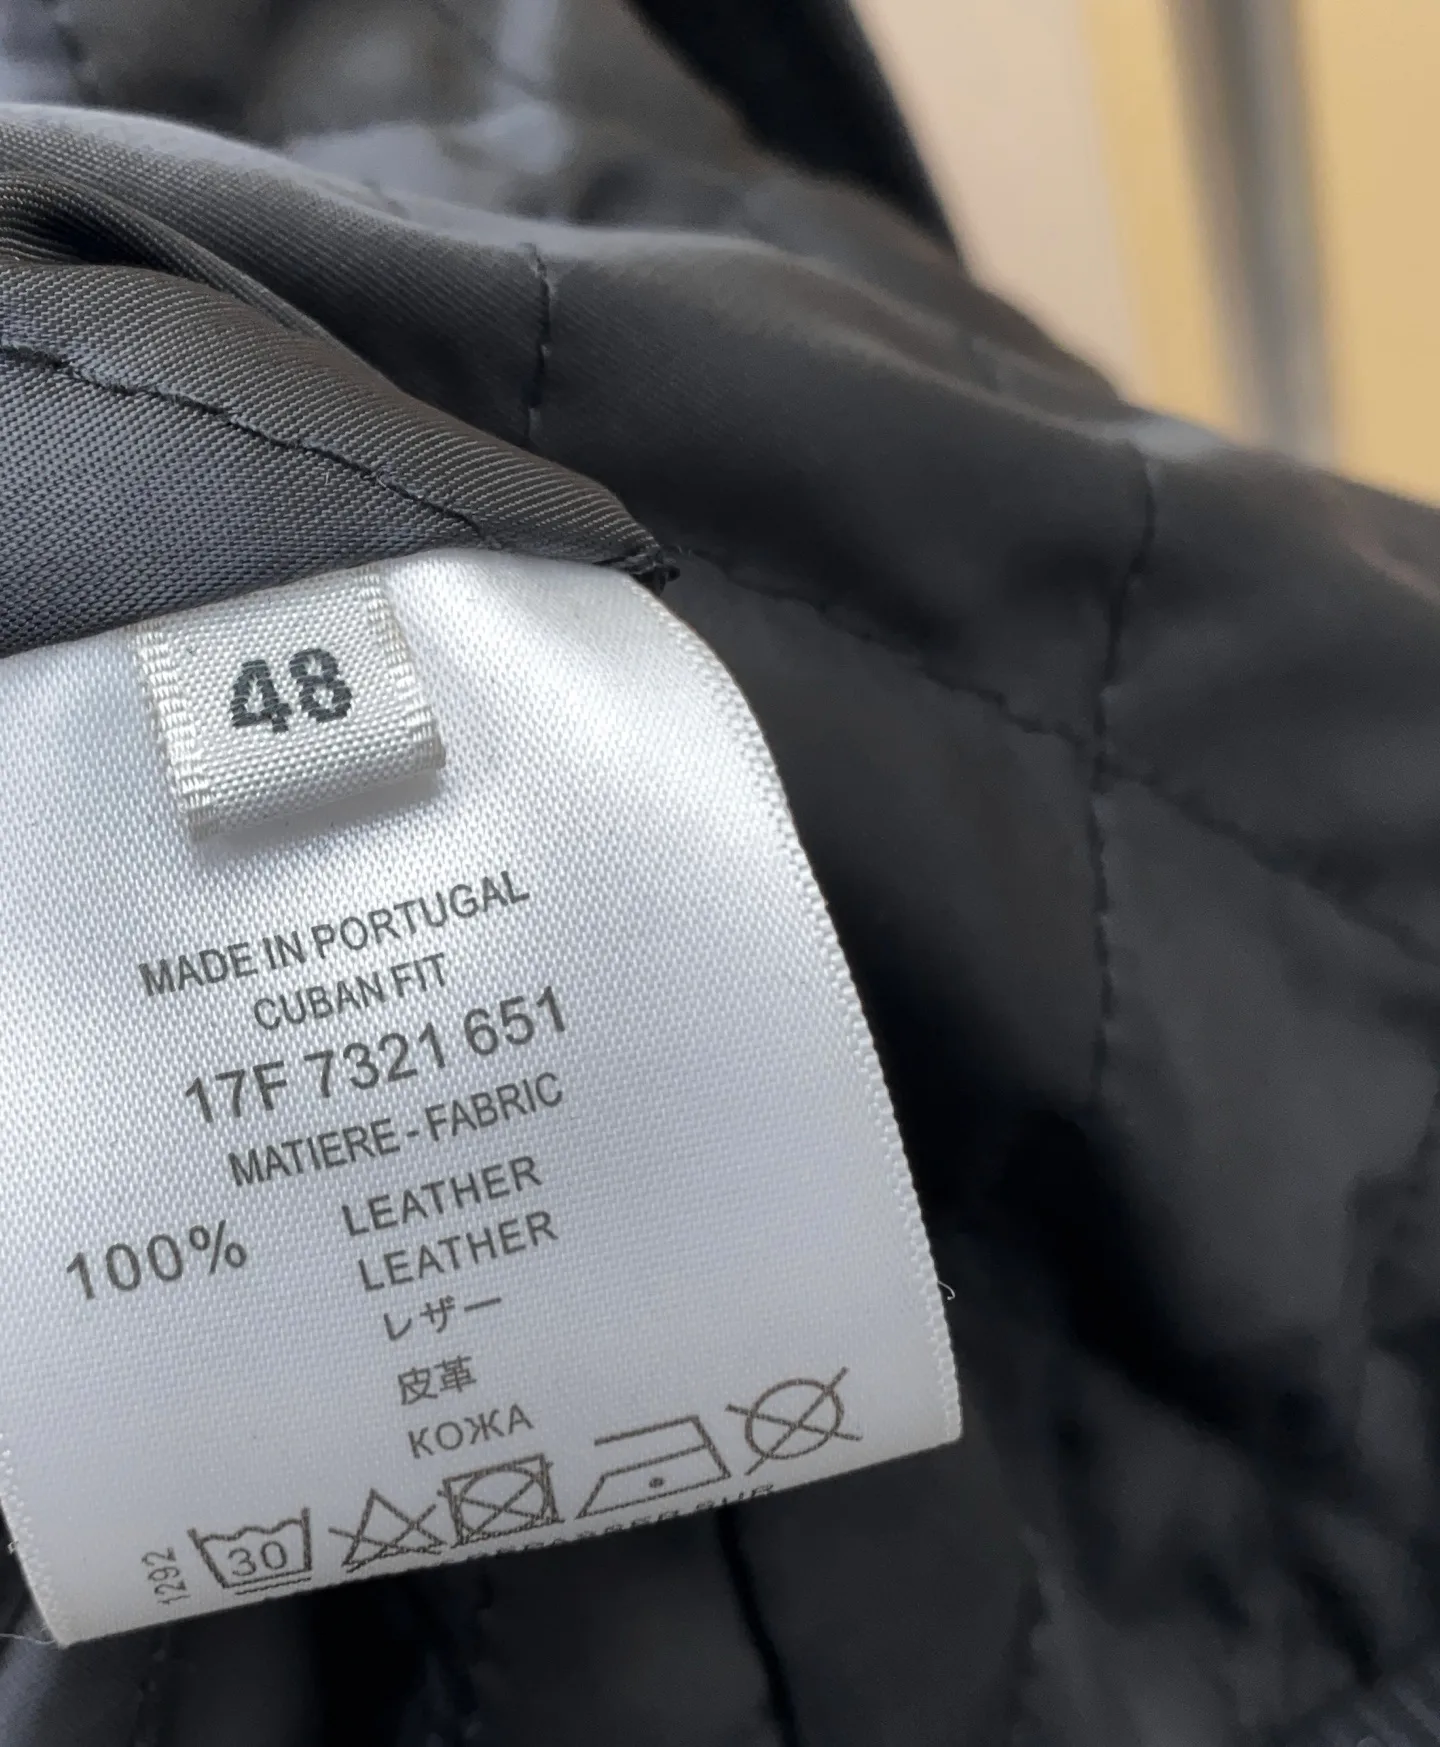 48
MADE IN PORTUGAL
CUBAN FIT
17F 7321 651
MATIERE - FABRIC
100% LEATHER
LEATHER
レザー
皮革
КОЖА
30
1292